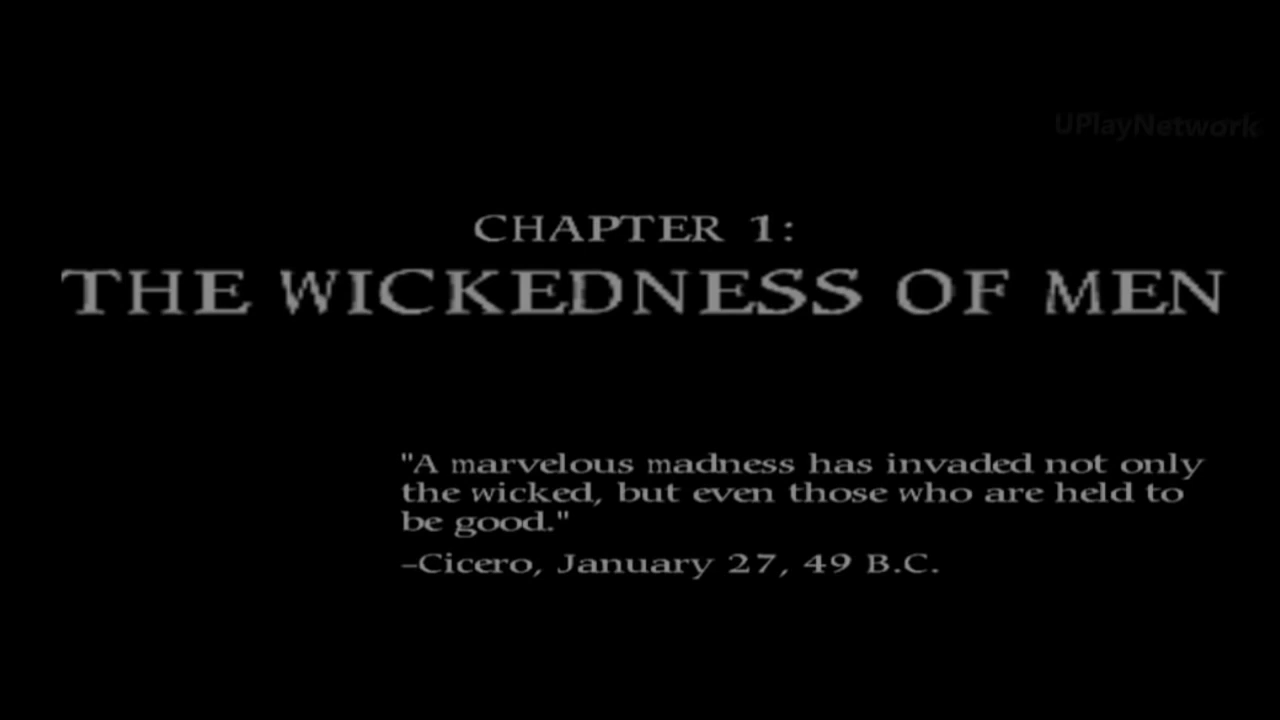 UPlayNetwork
CHAPTER 1:
THE WICKEDNESS OF MEN
"A marvelous madness has invaded not only
the wicked, but even those who are held to
be good."
–Cicero, January 27, 49 B.C.